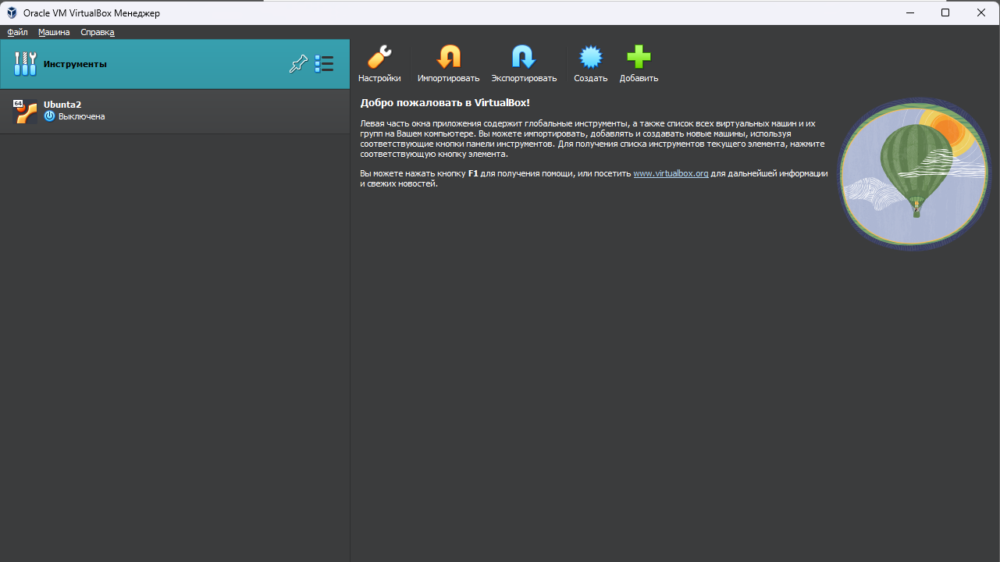 Oracle VM VirtualBox Менеджер
Файл Машина Справка
Инструменты
64
Ubunta2
Выключена
Настройки Импортировать Экспортировать Создать Добавить
Добро пожаловать в VirtualBox!
Левая часть окна приложения содержит глобальные инструменты, а также список всех виртуальных машин и их
групп на Вашем компьютере. Вы можете импортировать, добавлять и создавать новые машины, используя
соответствующие кнопки панели инструментов. Для получения списка инструментов текущего элемента, нажмите
соответствующую кнопку элемента.
Вы можете нажать кнопку F1 для получения помощи, или посетить www.virtualbox.org для дальнейшей информации
и свежих новостей.